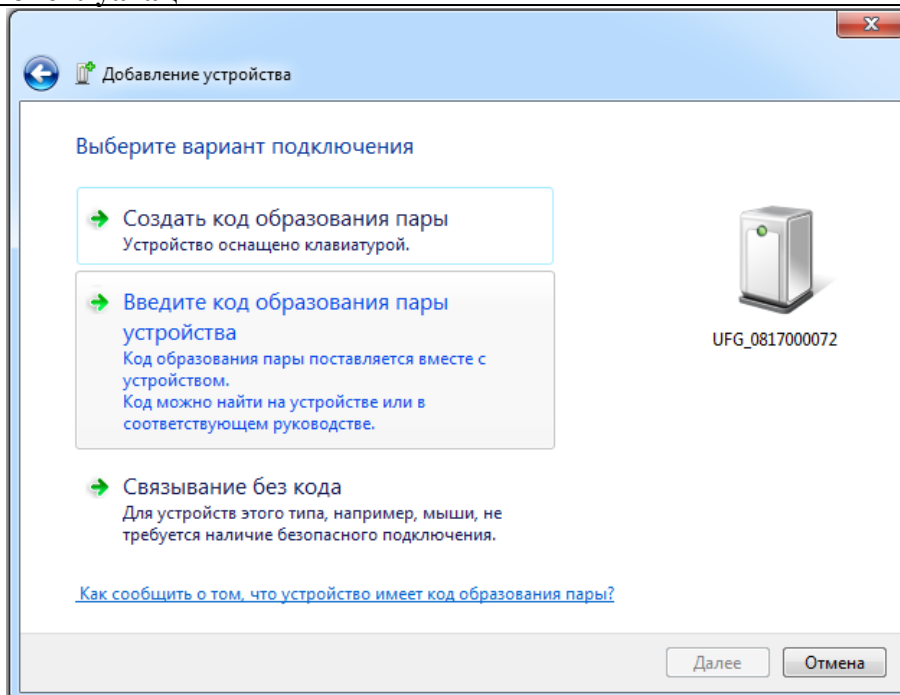 Добавление устройства
Выберите вариант подключения
Создать код образования пары
Устройство оснащено клавиатурой.
Введите код образования пары
устройства
Код образования пары поставляется вместе с
устройством.
Код можно найти на устройстве или в
соответствующем руководстве.
UFG_0817000072
Связывание без кода
Для устройств этого типа, например, мыши, не
требуется наличие безопасного подключения.
Как сообщить о том, что устройство имеет код образования пары?
Далее
Отмена